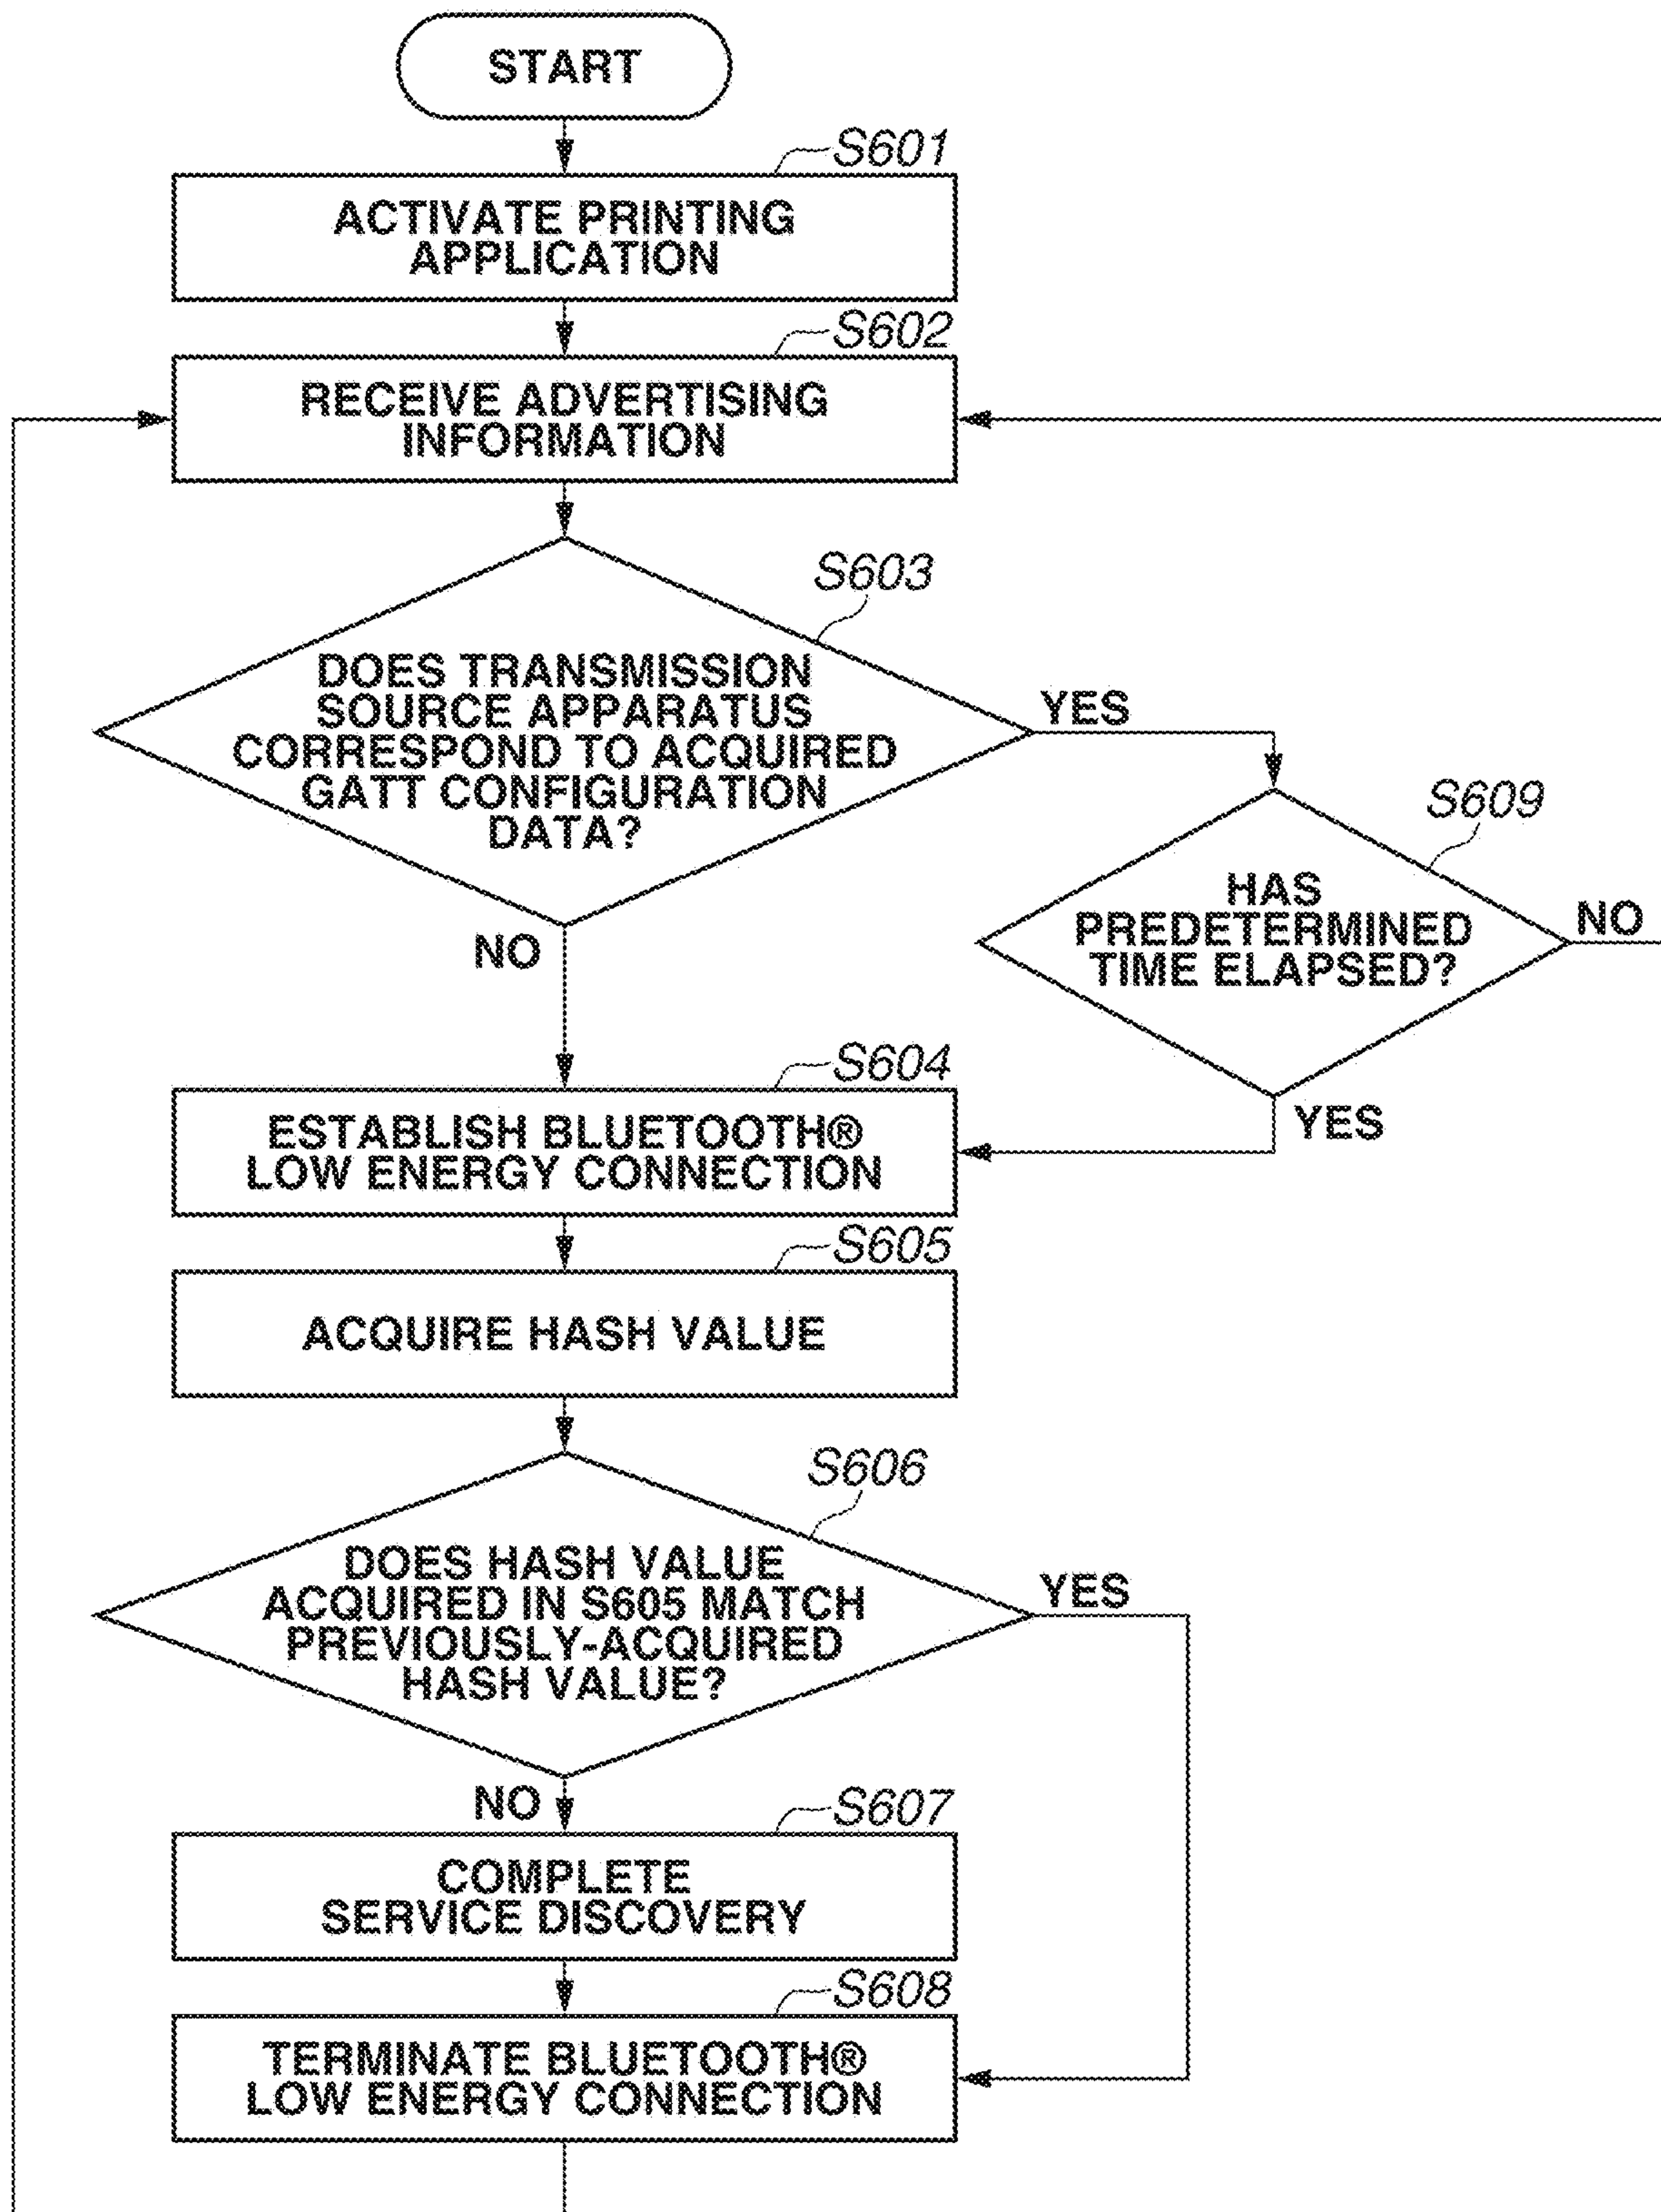 START
S601
ACTIVATE PRINTING
APPLICATION
S602
RECEIVE ADVERTISING
INFORMATION
S603
DOES TRANSMISSION
SOURCE APPARATUS
CORRESPOND TO ACQUIRED
GATT CONFIGURATION
DATA?
YES
NO
S609
HAS
PREDETERMINED
TIME ELAPSED?
NO
YES
S604
ESTABLISH BLUETOOTH®
LOW ENERGY CONNECTION
S605
ACQUIRE HASH VALUE
S606
DOES HASH VALUE
ACQUIRED IN S605 MATCH
PREVIOUSLY-ACQUIRED
HASH VALUE?
YES
NO
S607
COMPLETE
SERVICE DISCOVERY
S608
TERMINATE BLUETOOTH®
LOW ENERGY CONNECTION